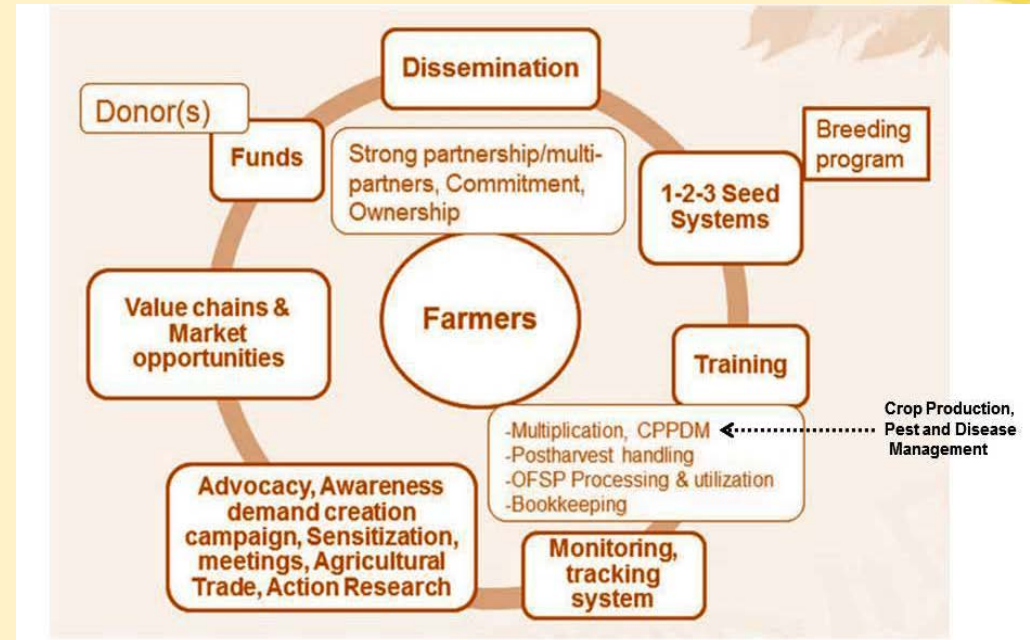 Dissemination
Donor(s)
Funds
Strong partnership/multi-
partners, Commitment,
Ownership
Breeding
program
1-2-3 Seed
Systems
Value chains &
Market
opportunities
Farmers
Training
-Multiplication, CPPDM
-Postharvest handling
-OFSP Processing & utilization
-Bookkeeping
Crop Production,
Pest and Disease
Management
Advocacy, Awareness
demand creation
campaign, Sensitization,
meetings, Agricultural
Trade, Action Research
Monitoring,
tracking
system